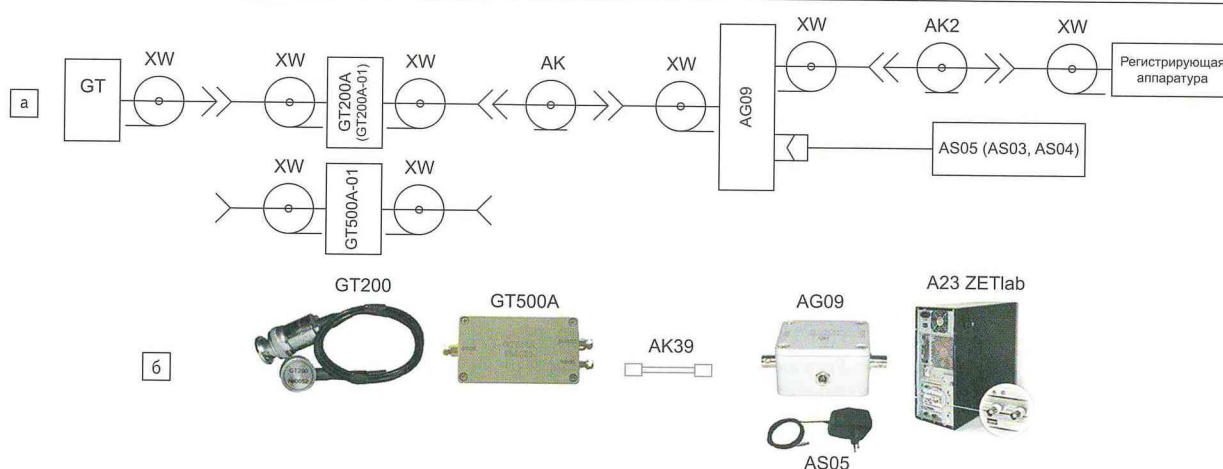 XW
XW
XW
AK
XW
XW
AK2
XW
а
GT
GT200A
(GT200A-01)
AG09
Регистрирующая
аппаратура
AS05 (AS03, AS04)
XW
XW
GT500A-01
б
GT200
GT500A
AK39
AG09
A23 ZETlab
GT200
AS05